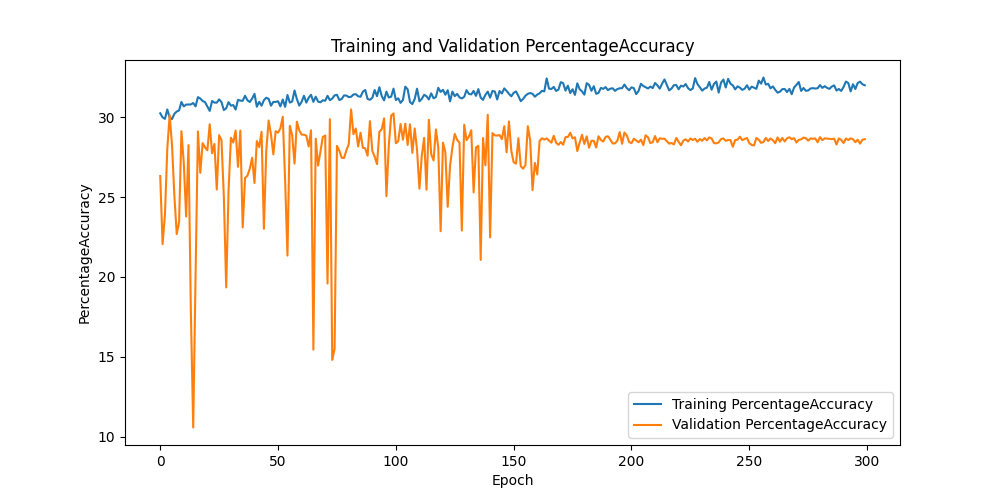 Training and Validation PercentageAccuracy
PercentageAccuracy
30
25
20
15
10
0
50
100
150
200
250
300
Epoch
Training PercentageAccuracy
Validation PercentageAccuracy